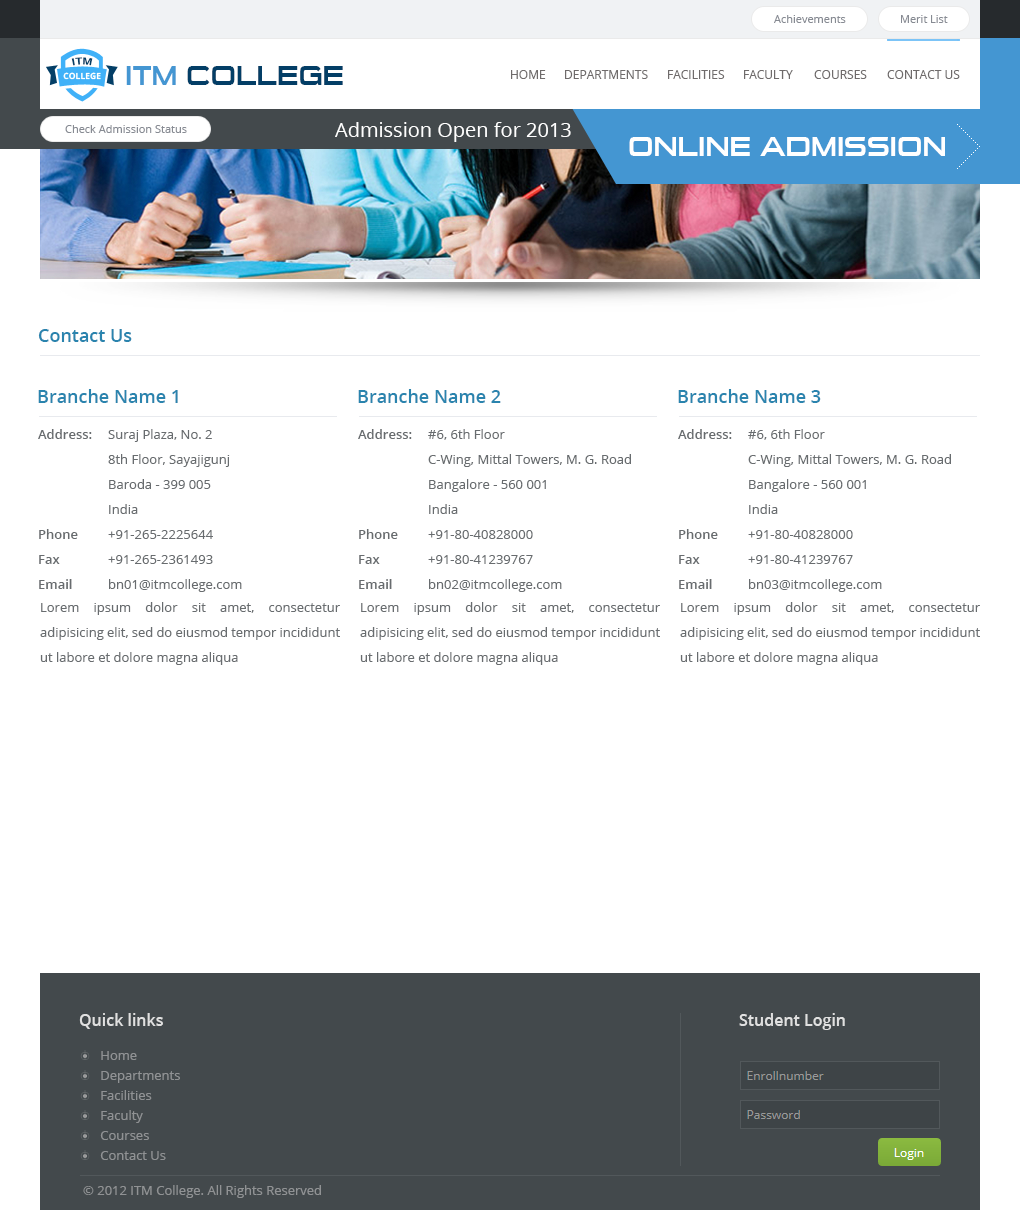 Achievements
Merit List
ITM
COLLEGE
ITM COLLEGE
HOME
DEPARTMENTS
FACILITIES
FACULTY
COURSES
CONTACT US
Check Admission Status
Admission Open for 2013
ONLINE ADMISSION
Contact Us
Branche Name 1
Address: Suraj Plaza, No. 2
8th Floor, Sayajigunj
Baroda - 399 005
India
Phone +91-265-2225644
Fax +91-265-2361493
Email bn01@itmcollege.com
Lorem ipsum dolor sit amet, consectetur
adipisicing elit, sed do eiusmod tempor incididunt
ut labore et dolore magna aliqua
Branche Name 2
Address: #6, 6th Floor
C-Wing, Mittal Towers, M. G. Road
Bangalore - 560 001
India
Phone +91-80-40828000
Fax +91-80-41239767
Email bn02@itmcollege.com
Lorem ipsum dolor sit amet, consectetur
adipisicing elit, sed do eiusmod tempor incididunt
ut labore et dolore magna aliqua
Branche Name 3
Address: #6, 6th Floor
C-Wing, Mittal Towers, M. G. Road
Bangalore - 560 001
India
Phone +91-80-40828000
Fax +91-80-41239767
Email bn03@itmcollege.com
Lorem ipsum dolor sit amet, consectetur
adipisicing elit, sed do eiusmod tempor incididunt
ut labore et dolore magna aliqua
Quick links
Home
Departments
Facilities
Faculty
Courses
Contact Us
Student Login
Enrollnumber
Password
Login
© 2012 ITM College. All Rights Reserved